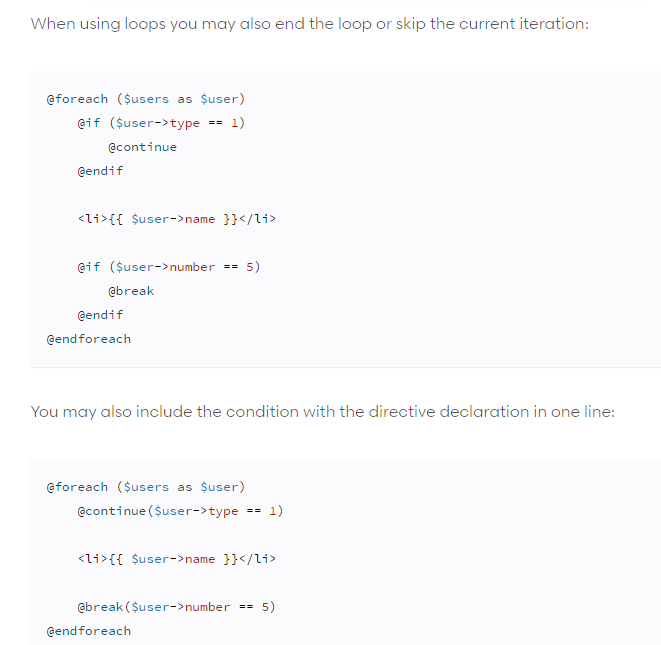 When using loops you may also end the loop or skip the current iteration:
@foreach ($users as $user)
    @if ($user->type == 1)
        @continue
    @endif
    <li>{{ $user->name }}</li>
    @if ($user->number == 5)
        @break
    @endif
@endforeach
You may also include the condition with the directive declaration in one line:
@foreach ($users as $user)
    @continue($user->type == 1)
    <li>{{ $user->name }}</li>
    @break($user->number == 5)
@endforeach